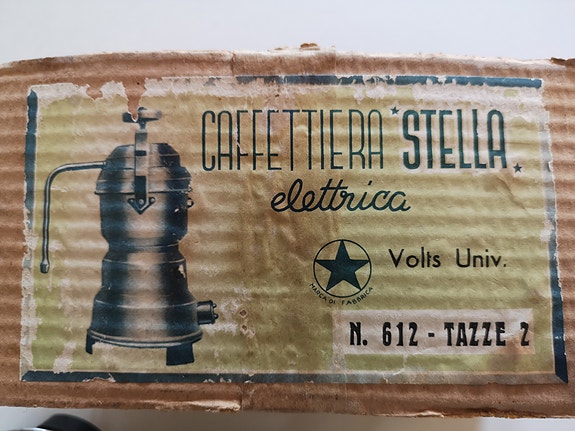 CAFFETTIERA "STELLA"
elettrica
MARCA DI FABBRICA
Volts Univ.
N. 612 - TAZZE 2